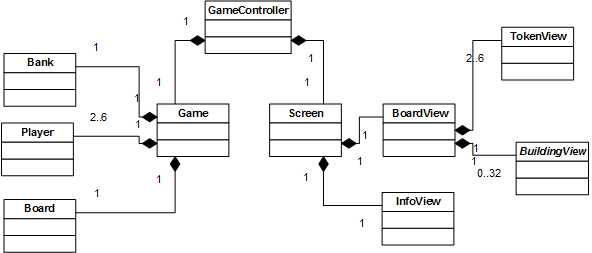 GameController
1
1
TokenView
1
Bank
1
1
2..6
1
2..6
Game
Screen
BoardView
Player
1
1
1
1
BuildingView
1
0..32
1
1
1
Board
InfoView
1